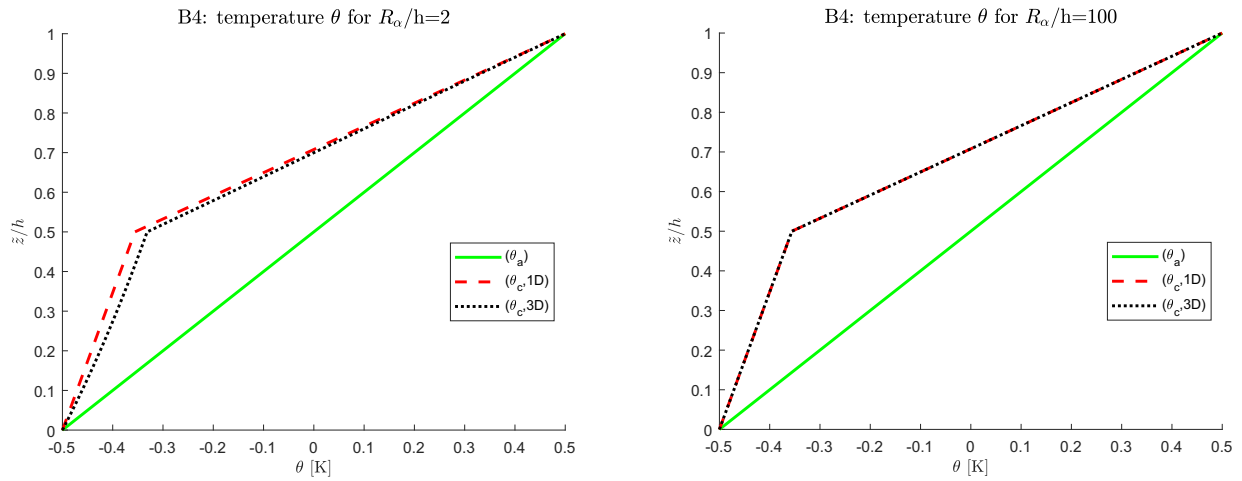 B4: temperature θ for R_α/h=2
1
0.9
0.8
0.7
0.6
0.5
0.4
0.3
0.2
0.1
0
z̃/h
-0.5 -0.4 -0.3 -0.2 -0.1 0 0.1 0.2 0.3 0.4 0.5
θ [K]
(θ_a)
(θ_c,1D)
(θ_c,3D)
B4: temperature θ for R_α/h=100
1
0.9
0.8
0.7
0.6
0.5
0.4
0.3
0.2
0.1
0
z̃/h
-0.5 -0.4 -0.3 -0.2 -0.1 0 0.1 0.2 0.3 0.4 0.5
θ [K]
(θ_a)
(θ_c,1D)
(θ_c,3D)